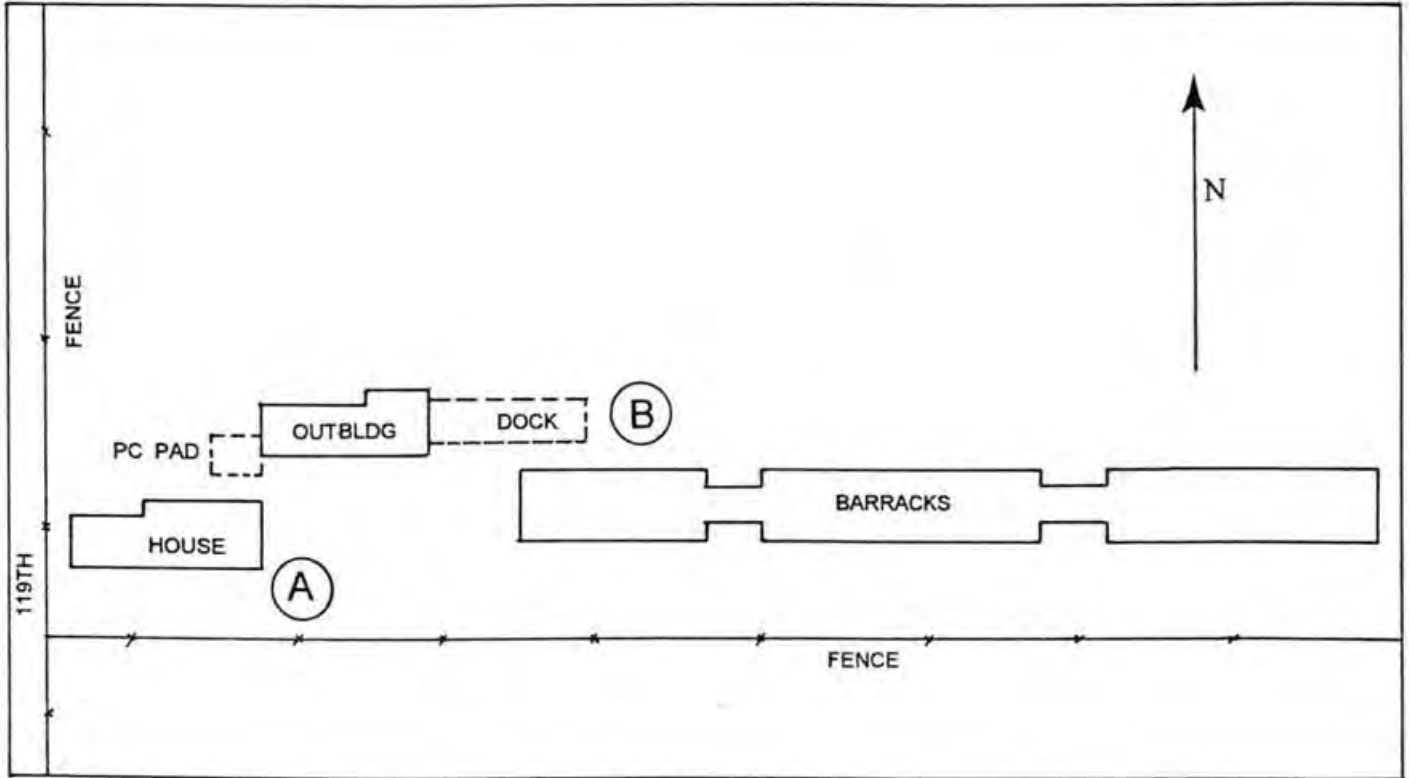 N
FENCE
B
DOCK
OUTBLDG
PC PAD
BARRACKS
HOUSE
A
119TH
FENCE